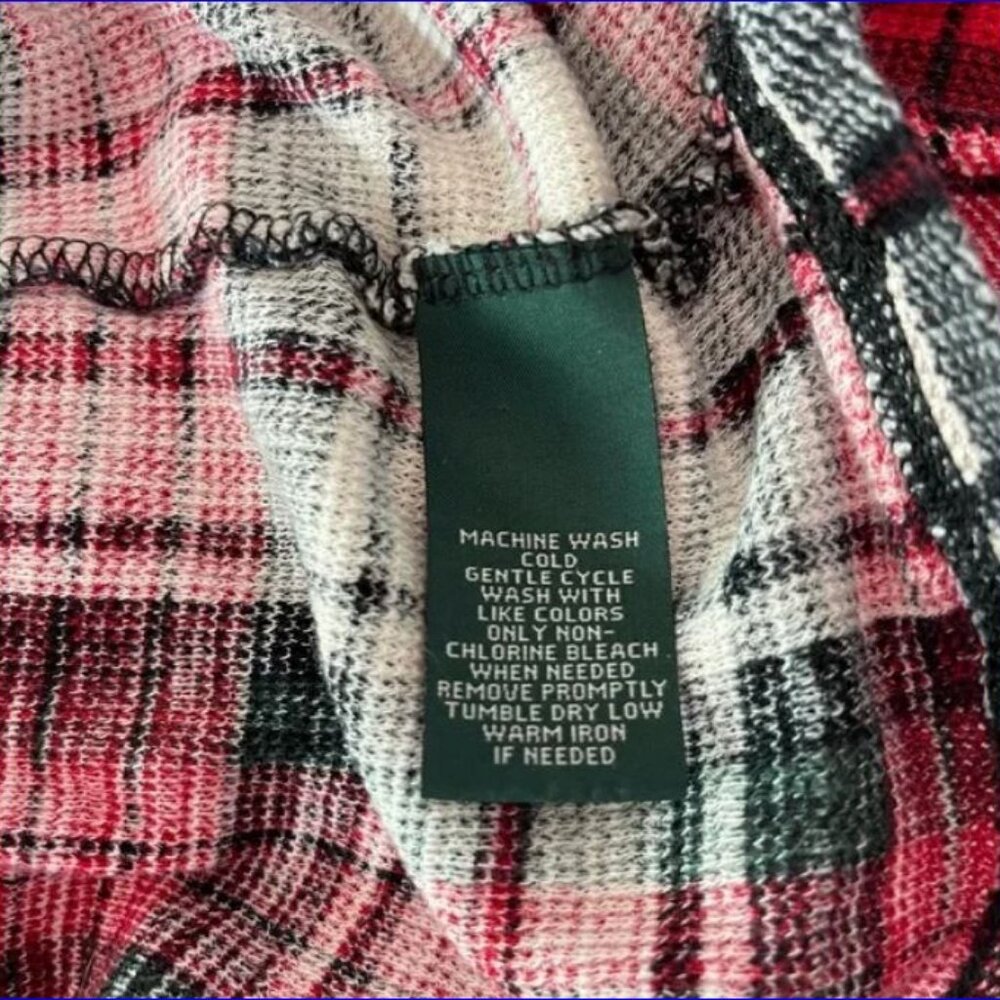 MACHINE WASH
COLD
GENTLE CYCLE
WASH WITH
LIKE COLORS
ONLY NON-
CHLORINE BLEACH
WHEN NEEDED
REMOVE PROMPTLY
TUMBLE DRY LOW
WARM IRON
IF NEEDED